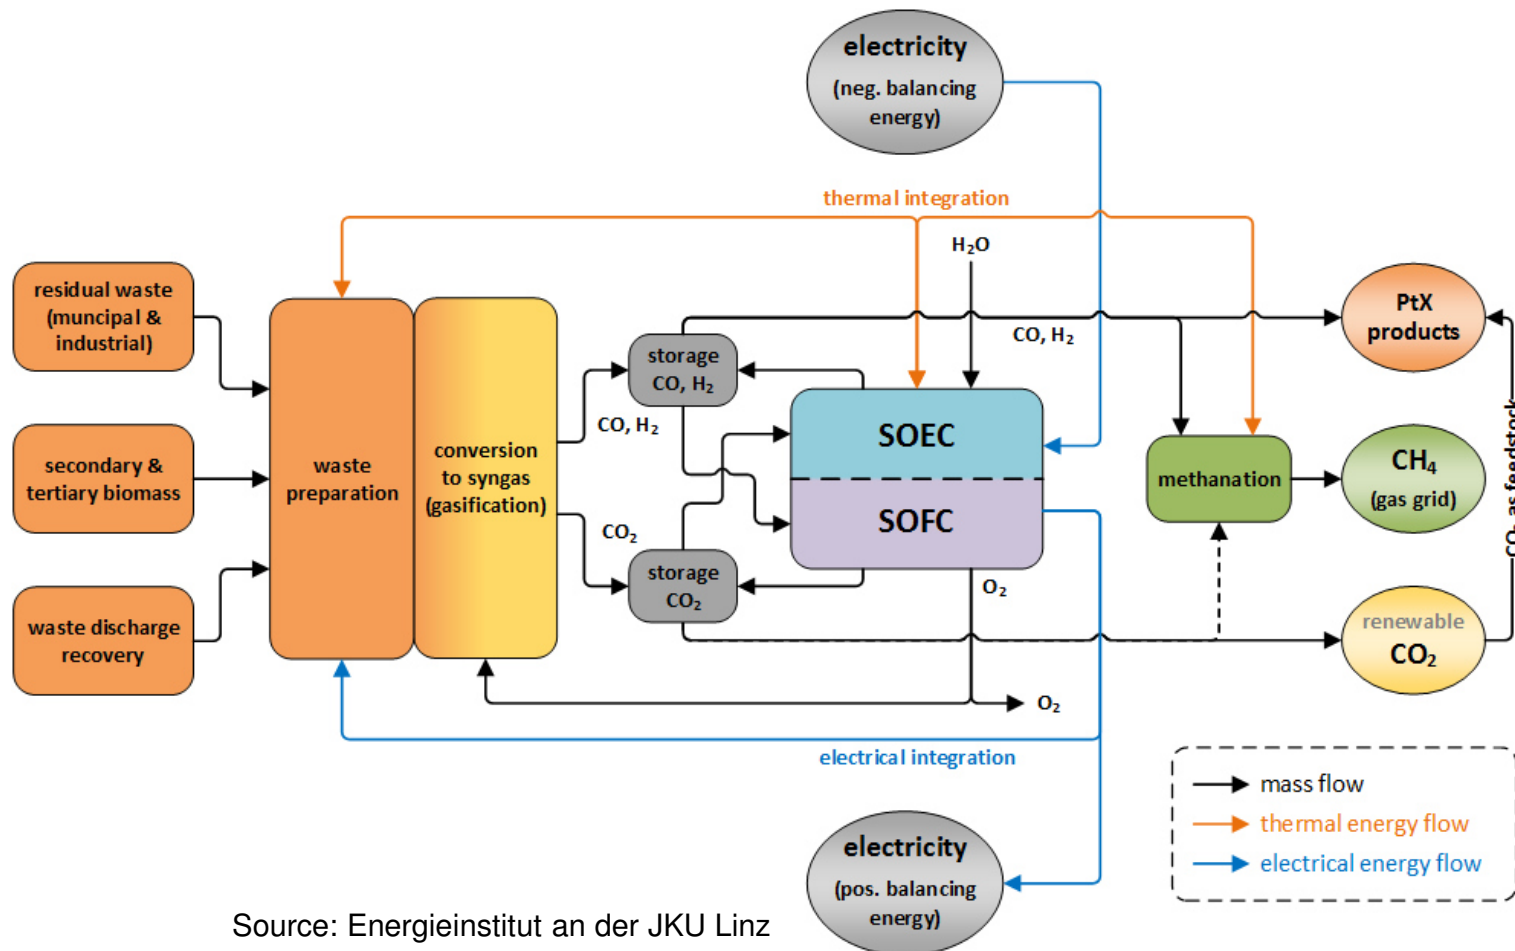 electricity
(neg. balancing
energy)
thermal integration
H₂O
residual waste
(muncipal &
industrial)
PtX
products
storage
CO, H₂
CO, H₂
CO, H₂
SOEC
secondary &
tertiary biomass
waste
preparation
conversion
to syngas
(gasification)
methanation
CH₄
(gas grid)
CO₂ as feedstock
SOFC
CO₂
storage
CO₂
O₂
waste discharge
recovery
renewable
CO₂
O₂
electrical integration
mass flow
thermal energy flow
electrical energy flow
electricity
(pos. balancing
energy)
Source: Energieinstitut an der JKU Linz